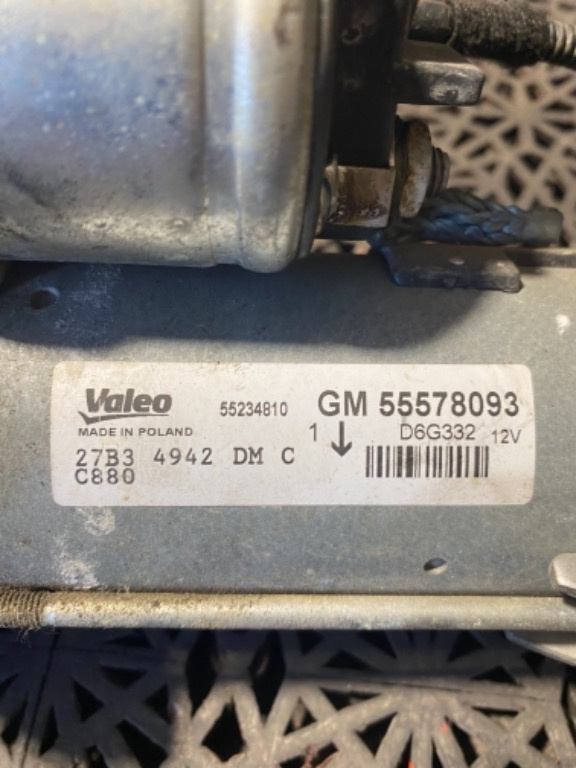 Valeo 55234810 GM 55578093
MADE IN POLAND 1 ↓ D6G332 12V
27B3 4942 DM C
C880